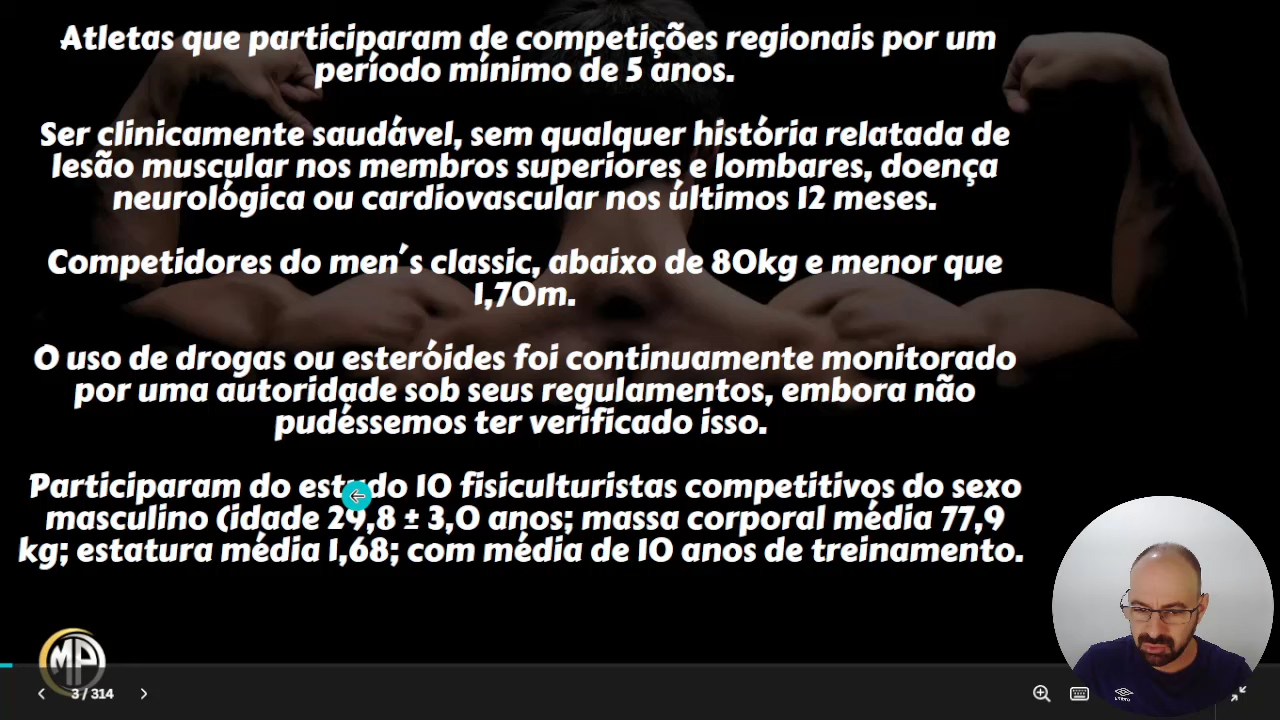 Atletas que participaram de competições regionais por um
período mínimo de 5 anos.
Ser clinicamente saudável, sem qualquer história relatada de
lesão muscular nos membros superiores e lombares, doença
neurológica ou cardiovascular nos últimos 12 meses.
Competidores do men's classic, abaixo de 80kg e menor que
1,70m.
O uso de drogas ou esteróides foi continuamente monitorado
por uma autoridade sob seus regulamentos, embora não
pudéssemos ter verificado isso.
Participaram do estudo 10 fisiculturistas competitivos do sexo
masculino (idade 29,8 ± 3,0 anos; massa corporal média 77,9
kg; estatura média 1,68; com média de 10 anos de treinamento.
MP
3 / 314
UMBRO